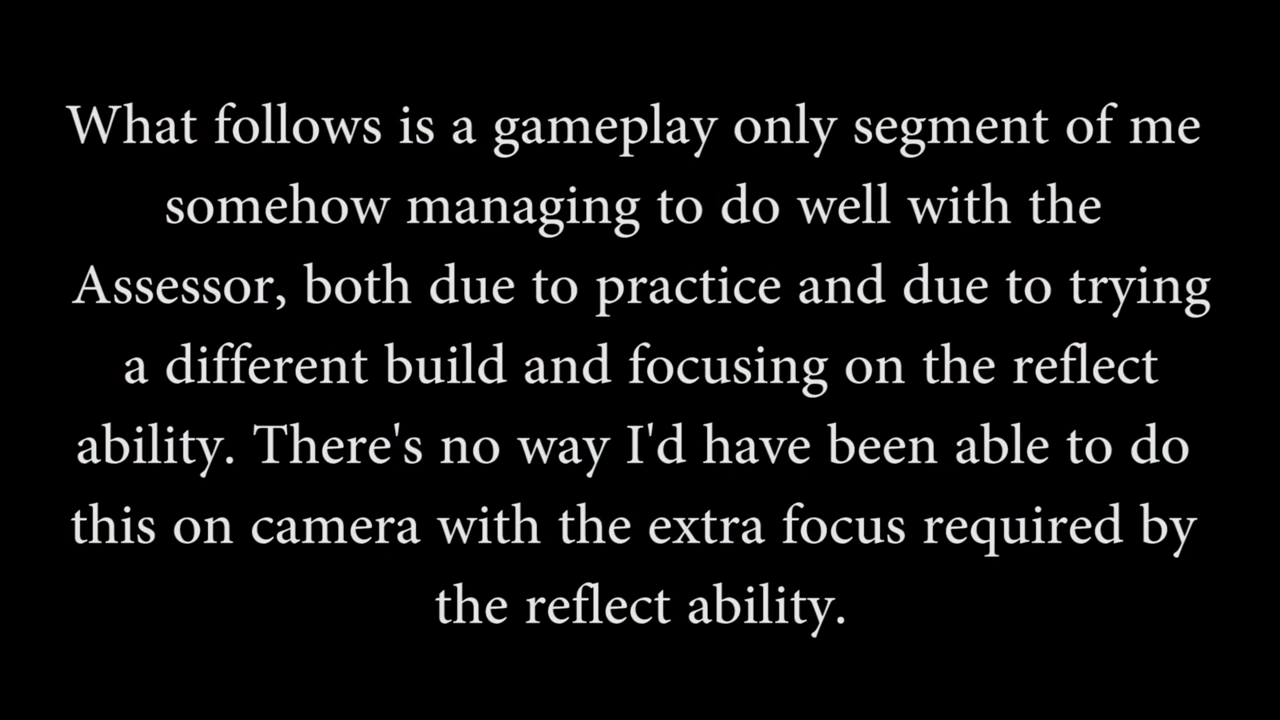 What follows is a gameplay only segment of me
somehow managing to do well with the
Assessor, both due to practice and due to trying
a different build and focusing on the reflect
ability. There's no way I'd have been able to do
this on camera with the extra focus required by
the reflect ability.